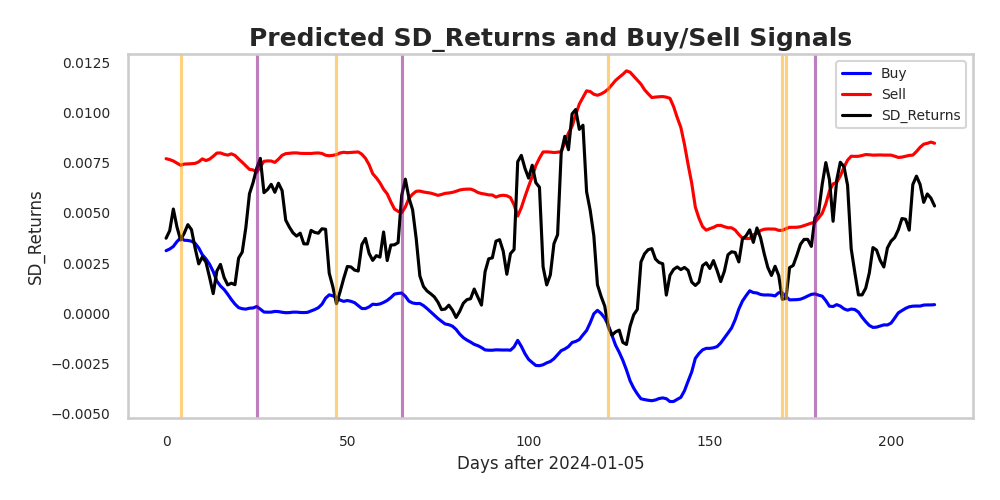 Predicted SD_Returns and Buy/Sell Signals
0.0125
0.0100
0.0075
0.0050
0.0025
0.0000
−0.0025
−0.0050
SD_Returns
Buy
Sell
SD_Returns
0 50 100 150 200
Days after 2024-01-05